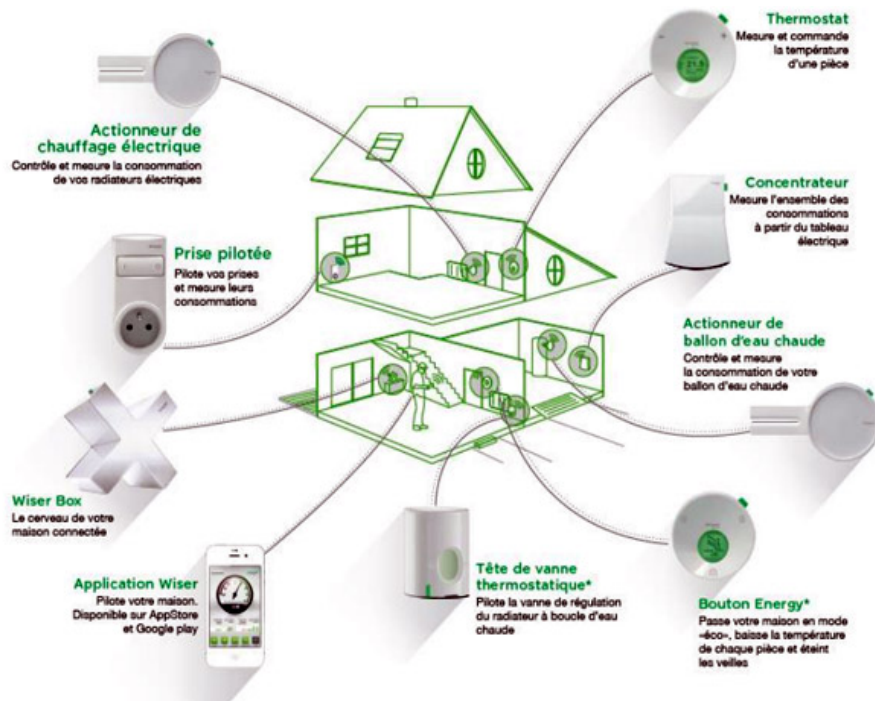 Thermostat
Mesure et commande
la température
d'une pièce
Actionneur de
chauffage électrique
Contrôle et mesure la consommation
de vos radiateurs électriques
Concentrateur
Mesure l'ensemble des
consommations
à partir du tableau
électrique
Prise pilotée
Pilote vos prises
et mesure leurs
consommations
Actionneur de
ballon d'eau chaude
Contrôle et mesure
la consommation de votre
ballon d'eau chaude
Wiser Box
Le cerveau de votre
maison connectée
Application Wiser
Pilote votre maison.
Disponible sur AppStore
et Google play
Tête de vanne
thermostatique*
Pilote la vanne de régulation
du radiateur à boucle d'eau
chaude
Bouton Energy*
Passe votre maison en mode
«éco», baisse la température
de chaque pièce et éteint
les veilles